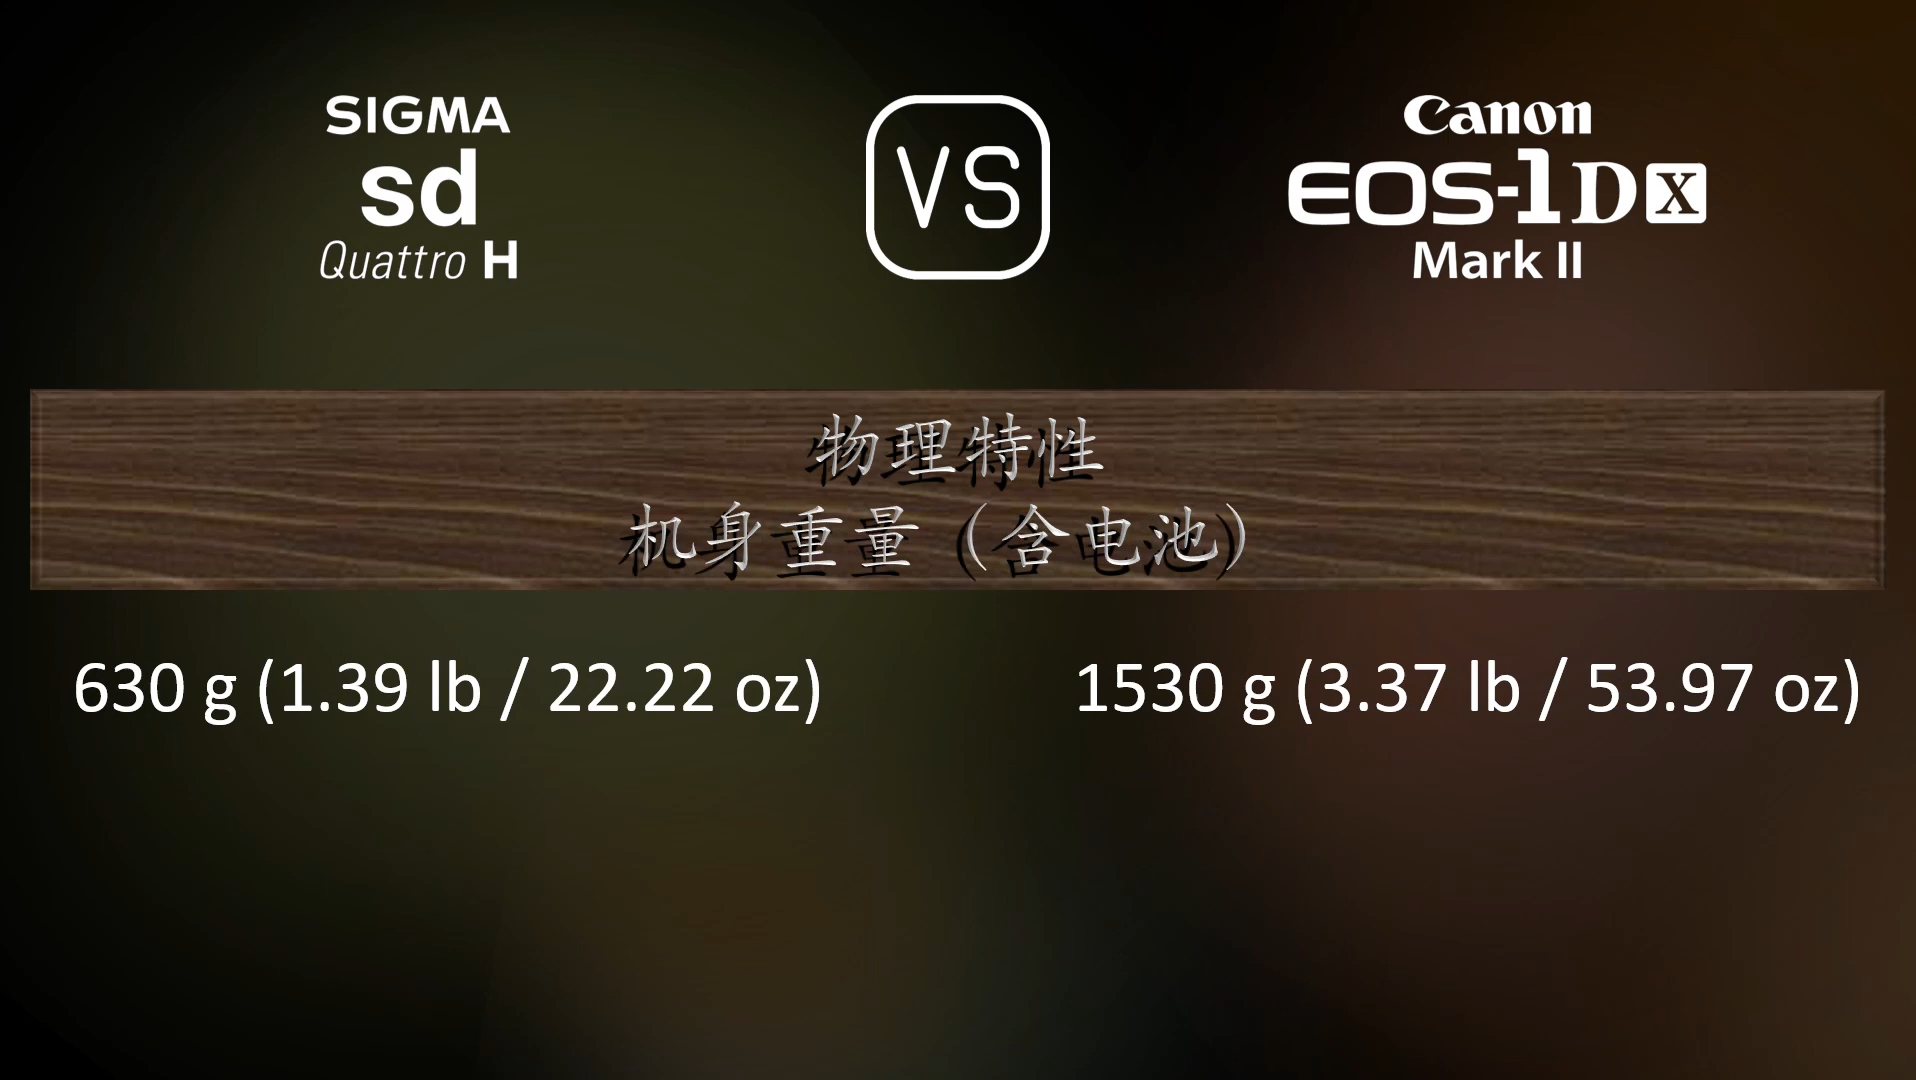 SIGMA
sd
Quattro H
VS
Canon
EOS-1DX
Mark II
物理特性
机身重量（含电池）
630 g (1.39 lb / 22.22 oz)
1530 g (3.37 lb / 53.97 oz)